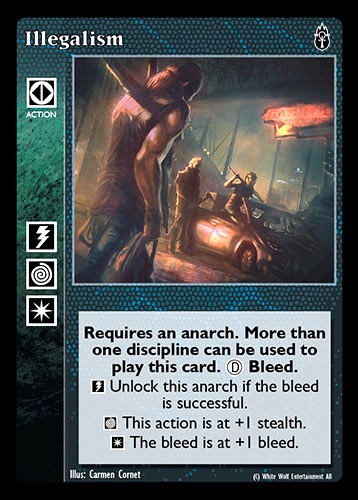 Illegalism
ACTION
Requires an anarch. More than
one discipline can be used to
play this card. Ⓓ Bleed.
Unlock this anarch if the bleed
is successful.
This action is at +1 stealth.
The bleed is at +1 bleed.
Illus: Carmen Cornet
(C) White Wolf Entertainment AB